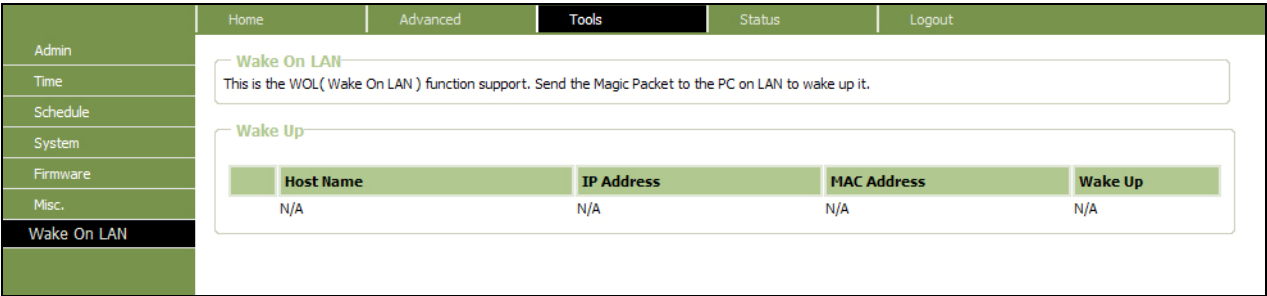 Home Advanced Tools Status Logout
Admin
Time
Schedule
System
Firmware
Misc.
Wake On LAN
Wake On LAN
This is the WOL( Wake On LAN ) function support. Send the Magic Packet to the PC on LAN to wake up it.
Wake Up
Host Name IP Address MAC Address Wake Up
N/A N/A N/A N/A